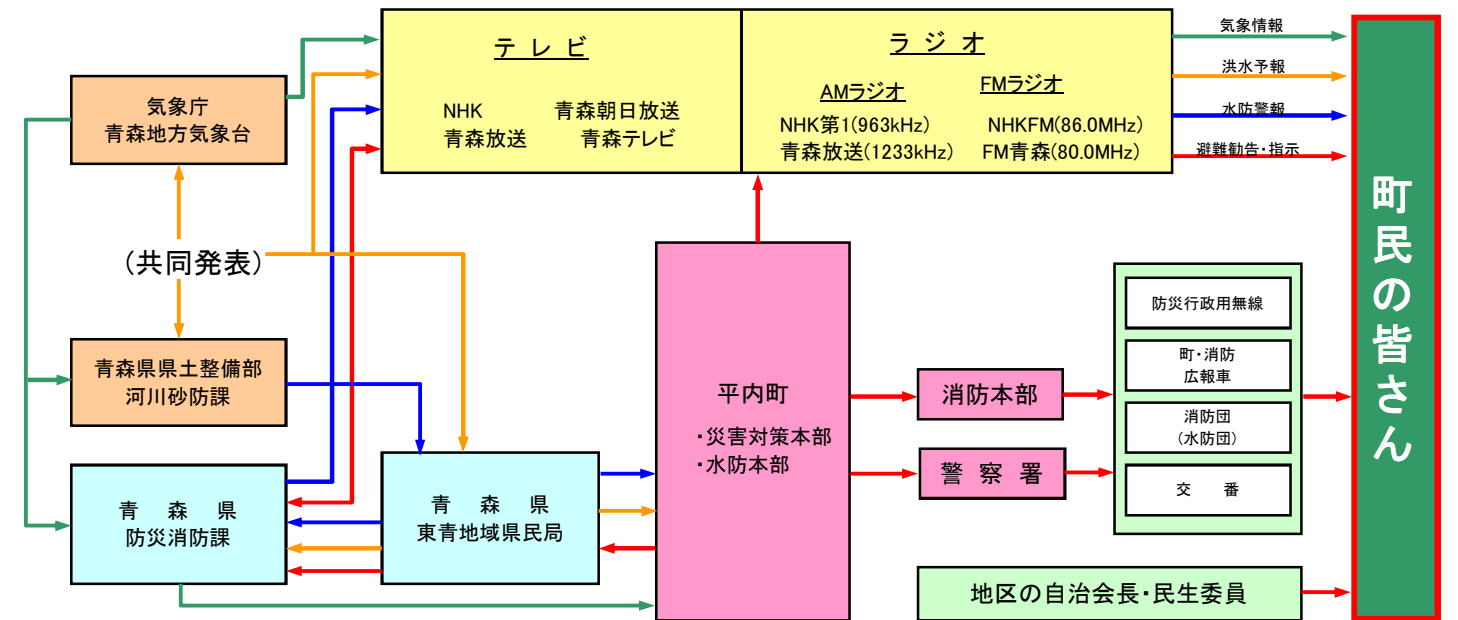 テレビ
NHK 青森朝日放送
青森放送 青森テレビ
ラジオ
AMラジオ
NHK第1(963kHz)
青森放送(1233kHz)
FMラジオ
NHKFM(86.0MHz)
FM青森(80.0MHz)
気象情報
洪水予報
水防警報
避難勧告・指示
町民の皆さん
気象庁
青森地方気象台
(共同発表)
青森県県土整備部
河川砂防課
青森県
防災消防課
青森県
東青地域県民局
平内町
・災害対策本部
・水防本部
消防本部
警察署
防災行政用無線
町・消防
広報車
消防団
(水防団)
交番
地区の自治会長・民生委員